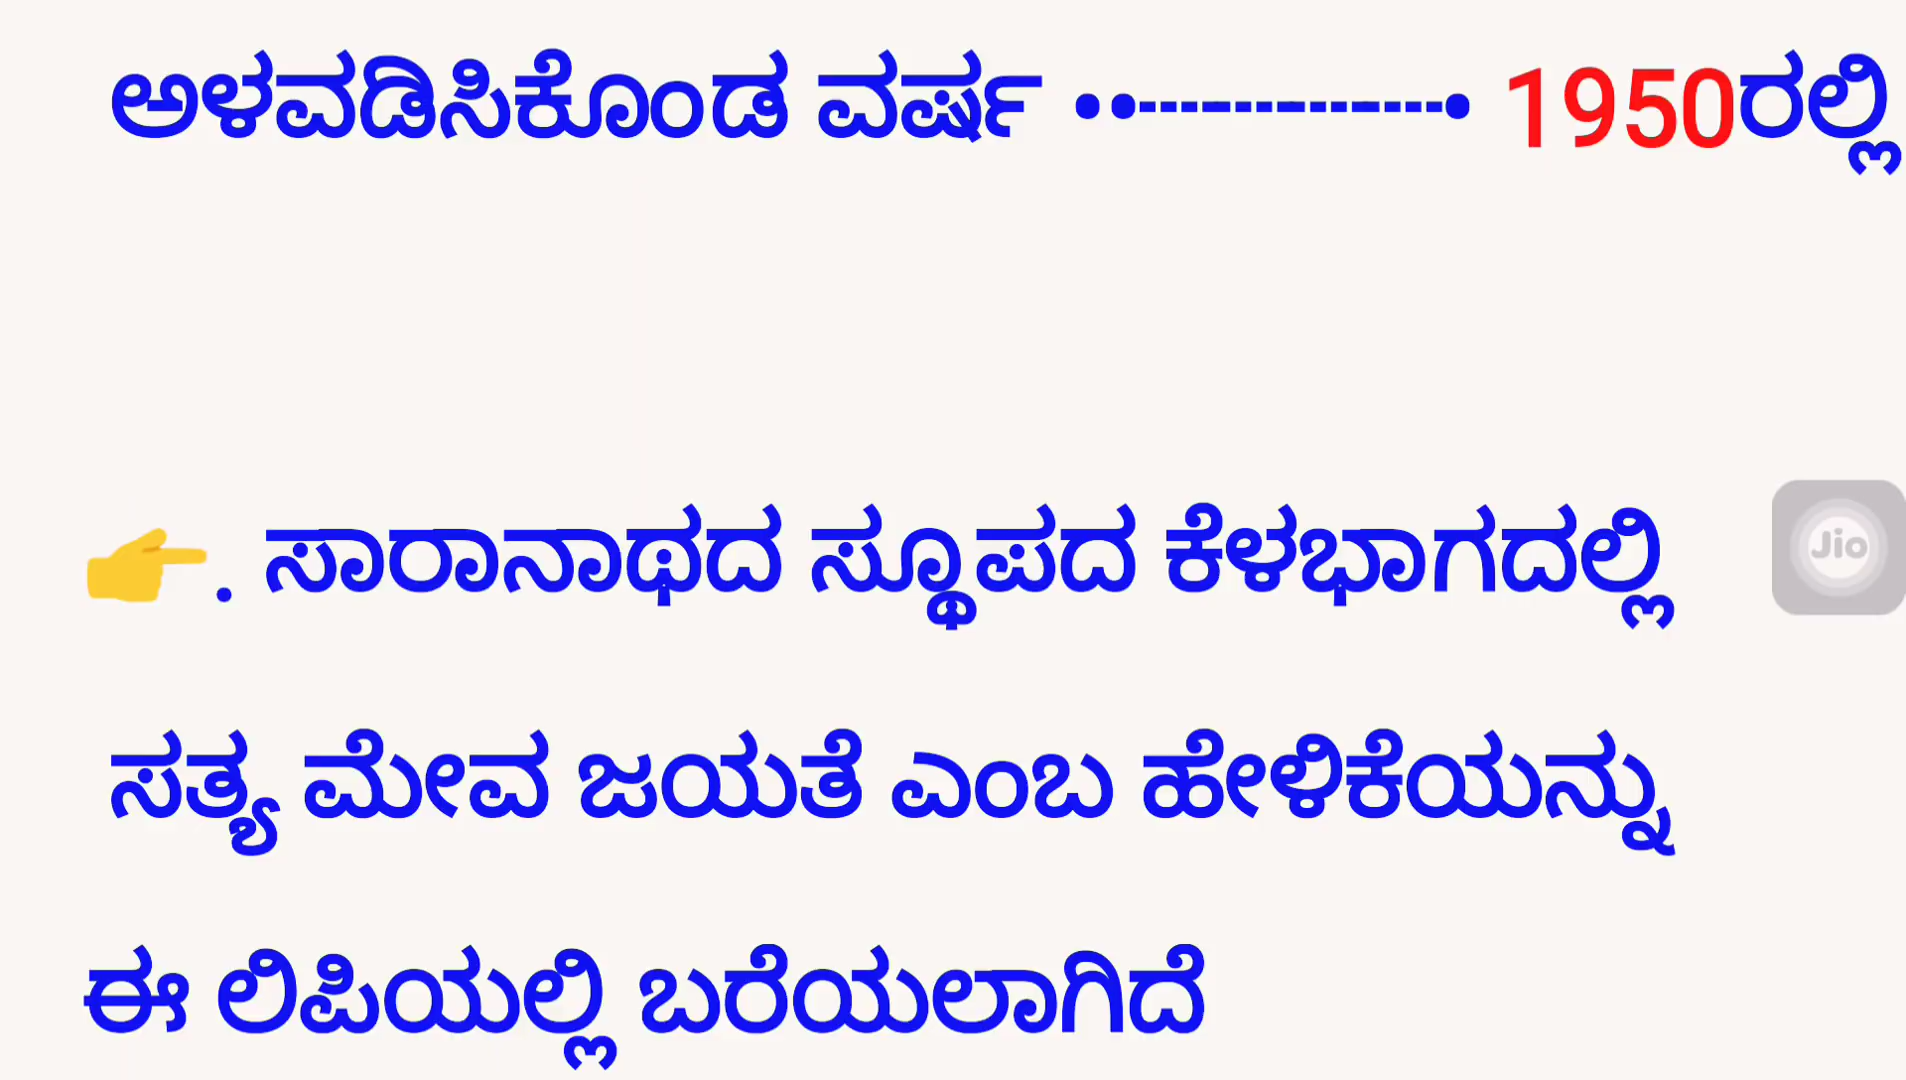 ಅಳವಡಿಸಿಕೊಂಡ ವರ್ಷ ••---------------• 1950ರಲ್ಲಿ
👉. ಸಾರಾನಾಥದ ಸ್ಥೂಪದ ಕೆಳಭಾಗದಲ್ಲಿ
Jio
ಸತ್ಯ ಮೇವ ಜಯತೆ ಎಂಬ ಹೇಳಿಕೆಯನ್ನು
ಈ ಲಿಪಿಯಲ್ಲಿ ಬರೆಯಲಾಗಿದೆ